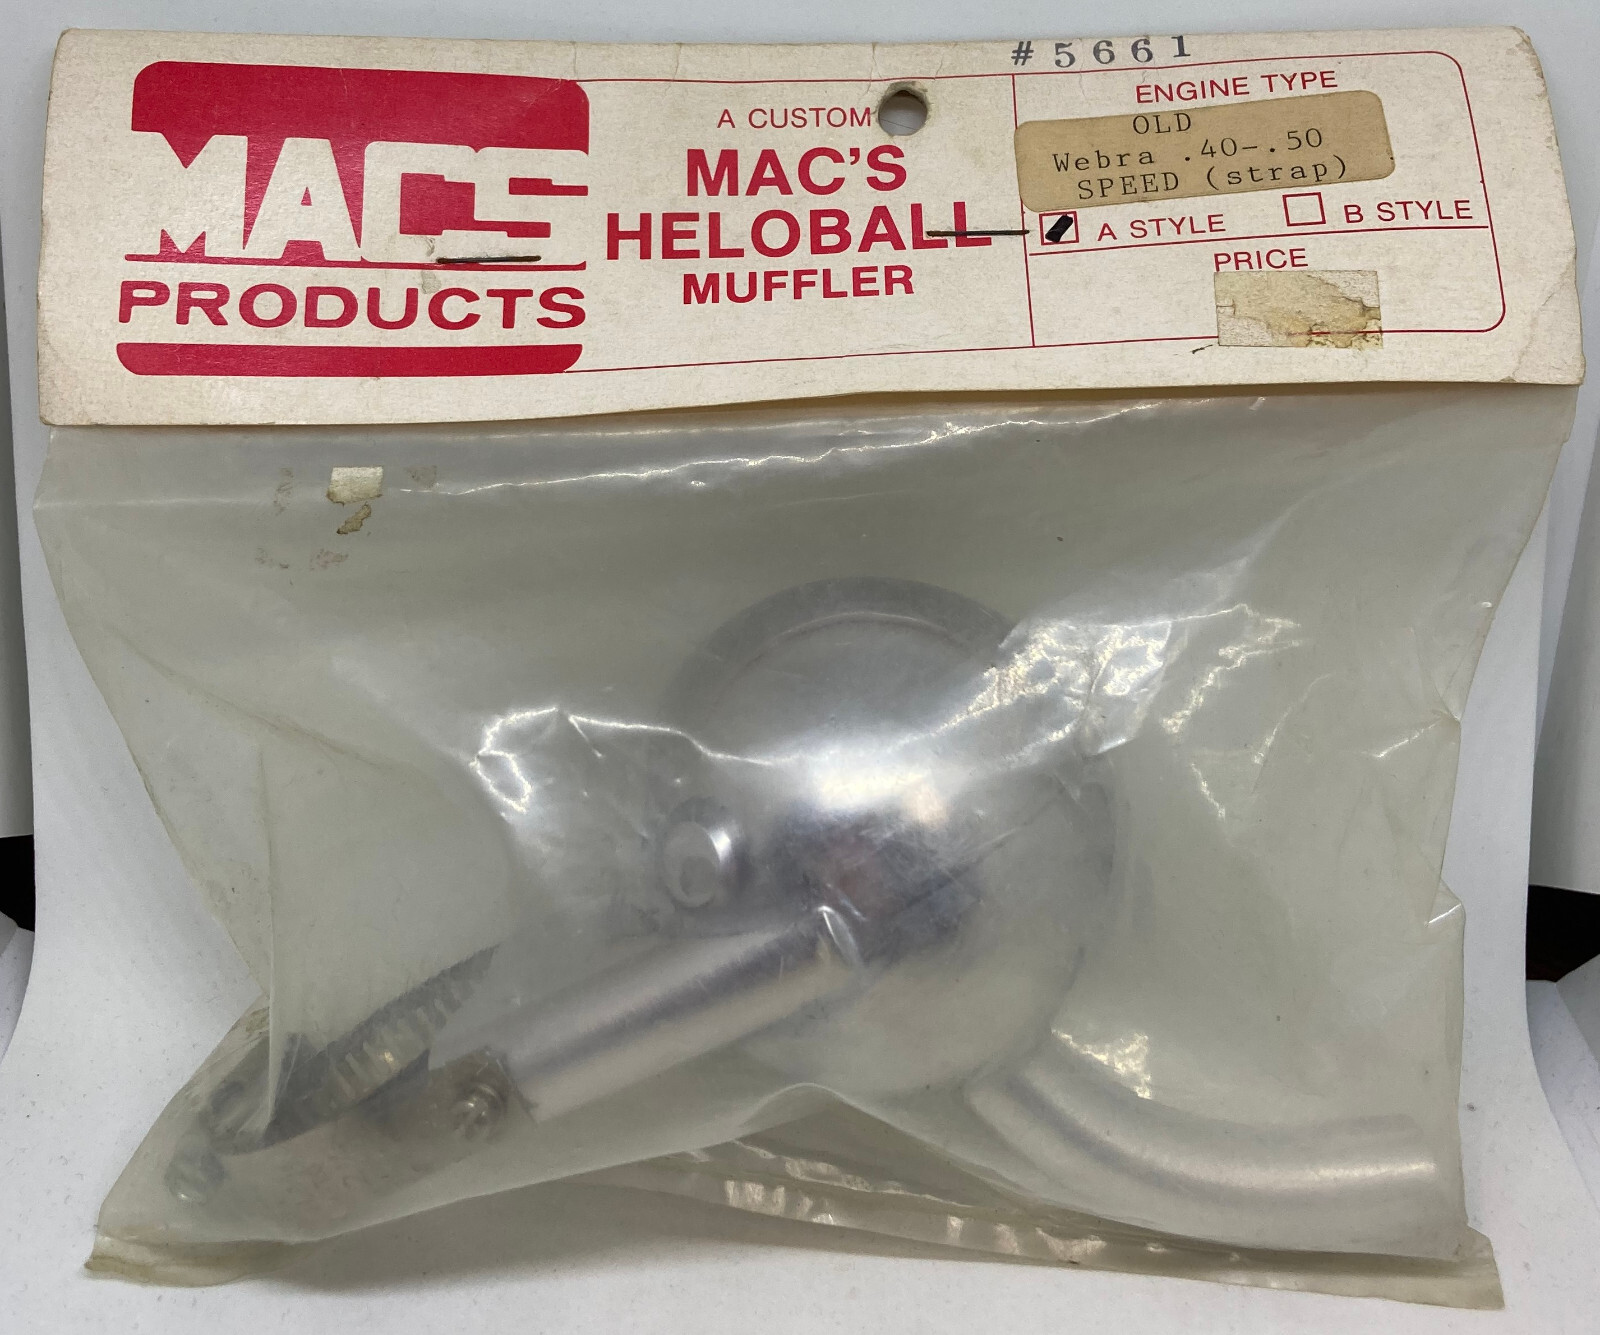 #5661
MACS
PRODUCTS
A CUSTOM
MAC'S
HELOBALL
MUFFLER
ENGINE TYPE
OLD
Webra .40-.50
SPEED (strap)
A STYLE
B STYLE
PRICE